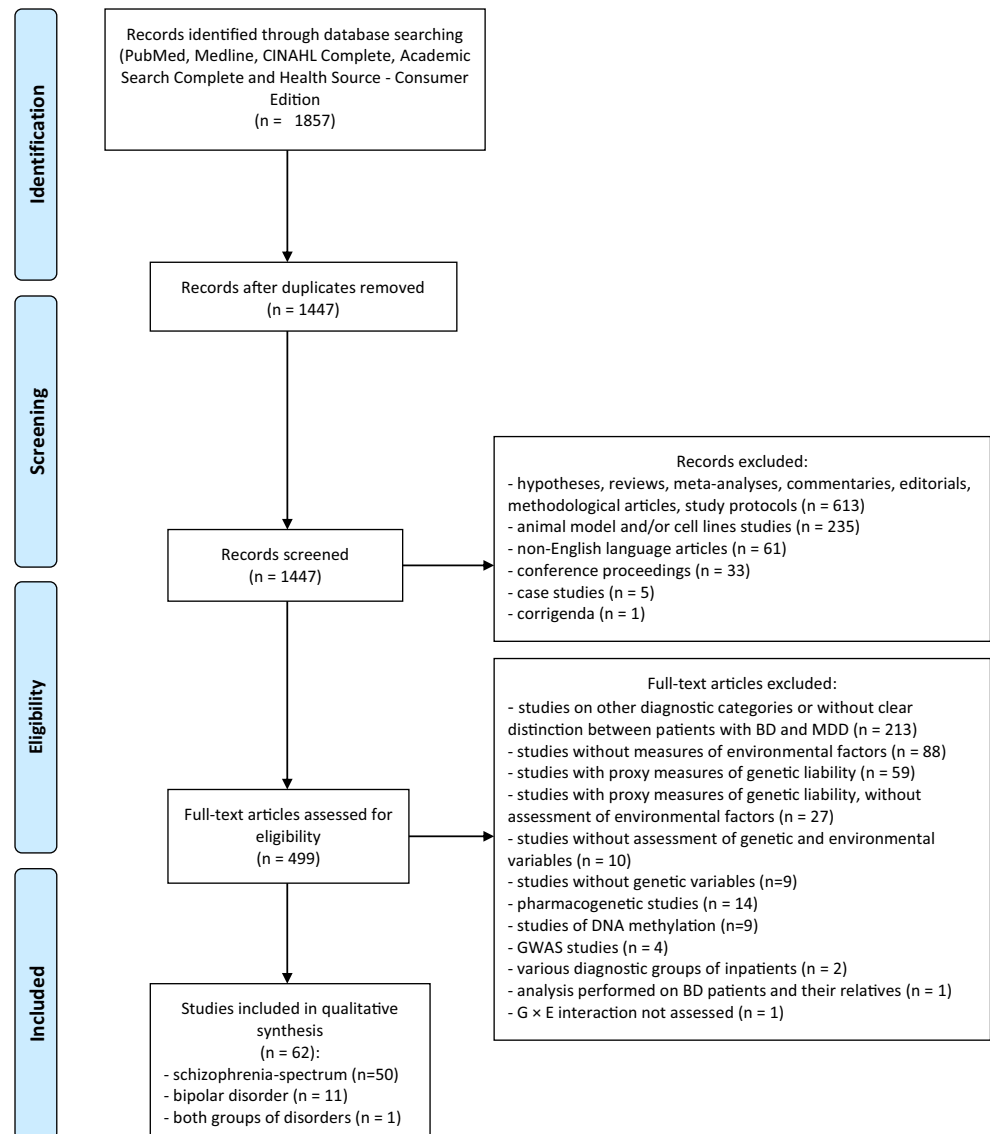 Records identified through database searching
(PubMed, Medline, CINAHL Complete, Academic
Search Complete and Health Source - Consumer
Edition
(n = 1857)
Identification
Records after duplicates removed
(n = 1447)
Screening
Records screened
(n = 1447)
Records excluded:
- hypotheses, reviews, meta-analyses, commentaries, editorials,
methodological articles, study protocols (n = 613)
- animal model and/or cell lines studies (n = 235)
- non-English language articles (n = 61)
- conference proceedings (n = 33)
- case studies (n = 5)
- corrigenda (n = 1)
Eligibility
Full-text articles assessed for
eligibility
(n = 499)
Full-text articles excluded:
- studies on other diagnostic categories or without clear
distinction between patients with BD and MDD (n = 213)
- studies without measures of environmental factors (n = 88)
- studies with proxy measures of genetic liability (n = 59)
- studies with proxy measures of genetic liability, without
assessment of environmental factors (n = 27)
- studies without assessment of genetic and environmental
variables (n = 10)
- studies without genetic variables (n=9)
- pharmacogenetic studies (n = 14)
- studies of DNA methylation (n=9)
- GWAS studies (n = 4)
- various diagnostic groups of inpatients (n = 2)
- analysis performed on BD patients and their relatives (n = 1)
- G × E interaction not assessed (n = 1)
Included
Studies included in qualitative
synthesis
(n = 62):
- schizophrenia-spectrum (n=50)
- bipolar disorder (n = 11)
- both groups of disorders (n = 1)